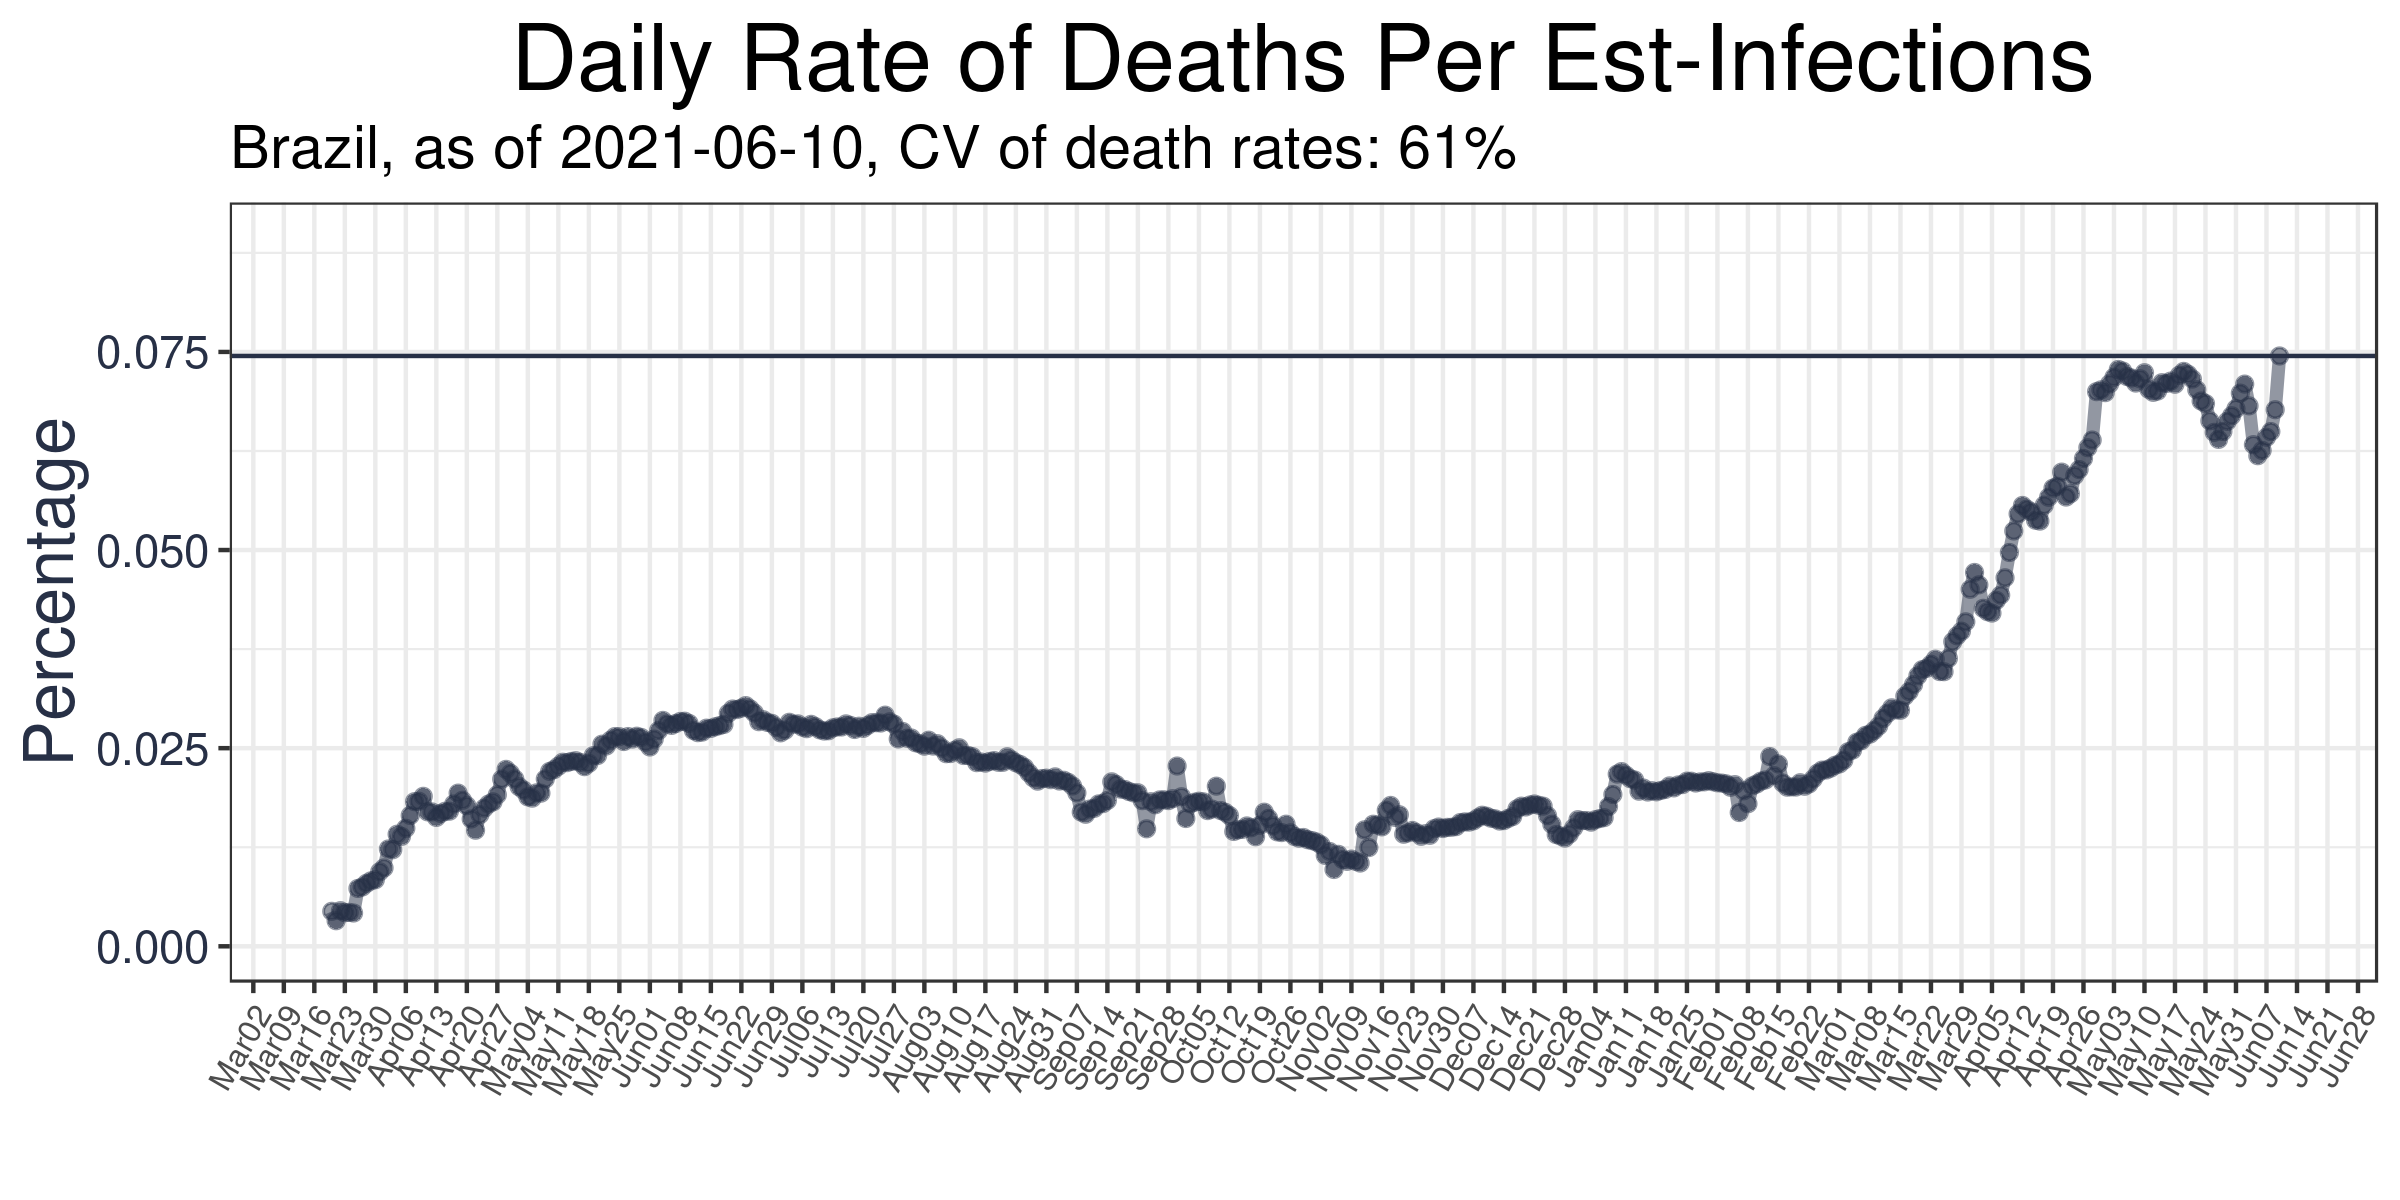 Daily Rate of Deaths Per Est-Infections
Brazil, as of 2021-06-10, CV of death rates: 61%
Percentage
0.075
0.050
0.025
0.000
Mar02
Mar09
Mar16
Mar23
Mar30
Apr06
Apr13
Apr20
Apr27
May04
May11
May18
May25
Jun01
Jun08
Jun15
Jun22
Jun29
Jul06
Jul13
Jul20
Jul27
Aug03
Aug10
Aug17
Aug24
Aug31
Sep07
Sep14
Sep21
Sep28
Oct05
Oct12
Oct19
Oct26
Nov02
Nov09
Nov16
Nov23
Nov30
Dec07
Dec14
Dec21
Dec28
Jan04
Jan11
Jan18
Jan25
Feb01
Feb08
Feb15
Feb22
Mar01
Mar08
Mar15
Mar22
Mar29
Apr05
Apr12
Apr19
Apr26
May03
May10
May17
May24
May31
Jun07
Jun14
Jun21
Jun28